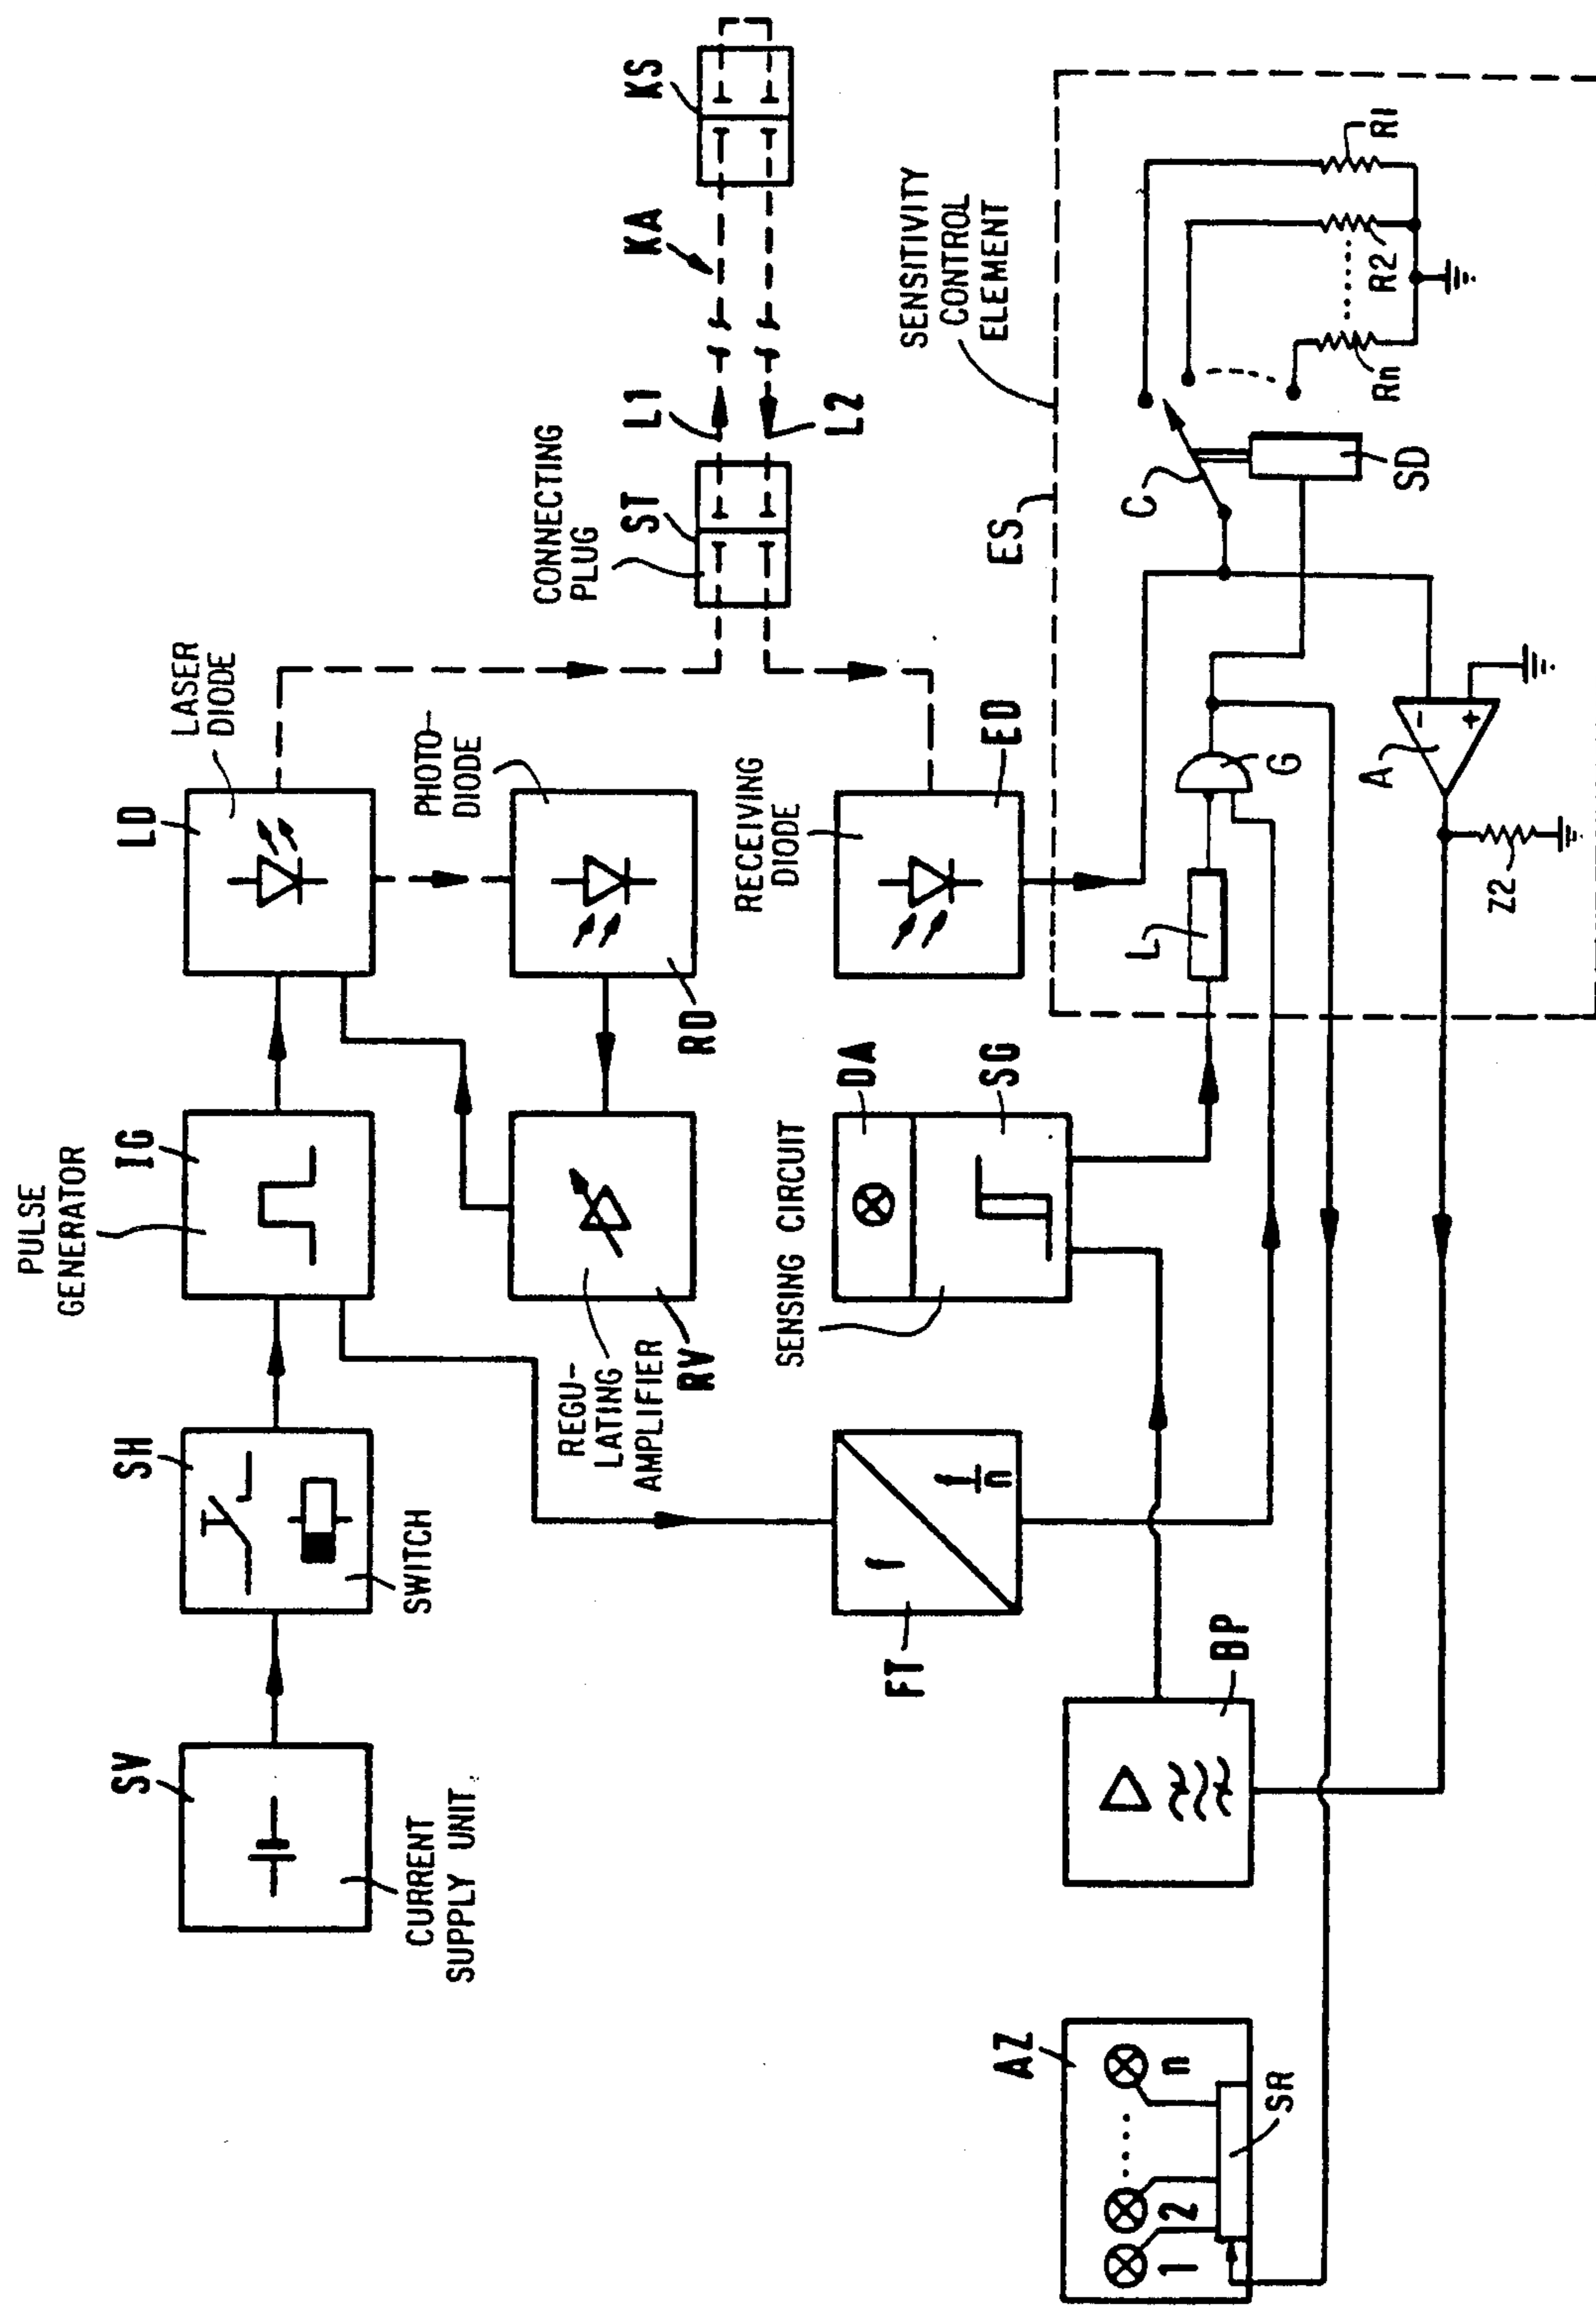 SV
CURRENT
SUPPLY UNIT
SH
SWITCH
PULSE
GENERATOR
IG
LD
LASER
DIODE
PHOTO-
DIODE
RD
REGU-
LATING
AMPLIFIER
RV
CONNECTING
PLUG
ST
L1
L2
KA
KS
FT
f
f
n
SENSING CIRCUIT
DA
SG
RECEIVING
DIODE
ED
SENSITIVITY
CONTROL
ELEMENT
ES
C
SD
R1
R2
Rn
L
G
A
-
+
Z2
BP
AZ
1
2
n
SR